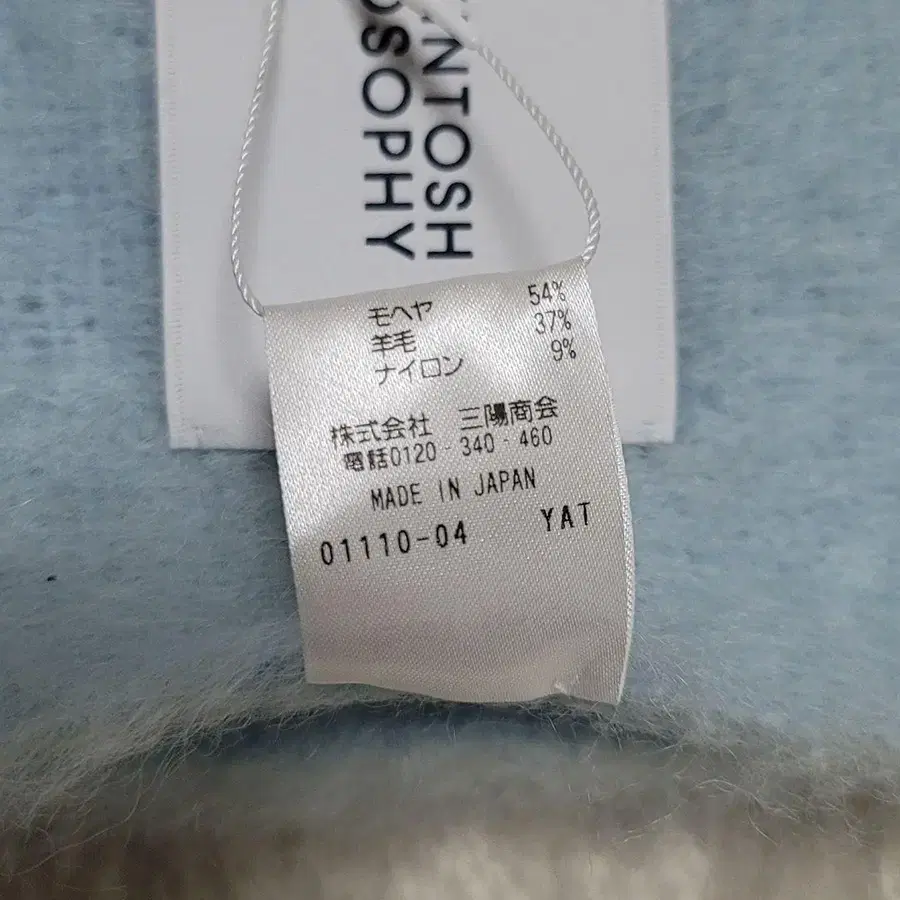 NTOSH
OSOPHY
モヘヤ 54%
羊毛 37%
ナイロン 9%
株式会社 三陽商会
電話0120-340-460
MADE IN JAPAN
01110-04 YAT